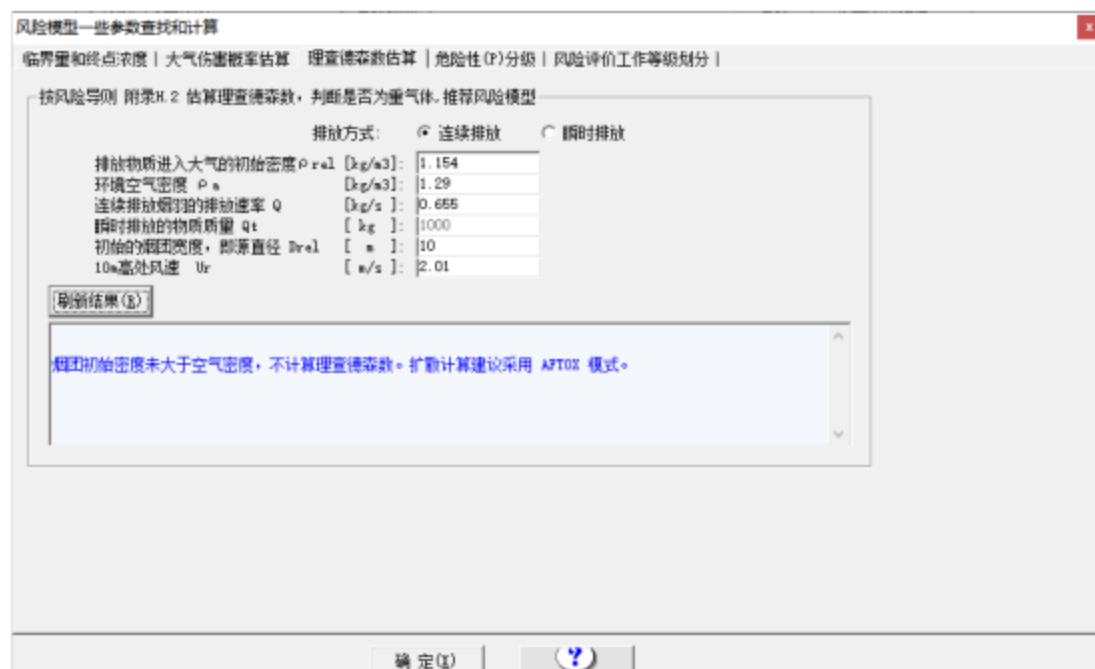 风险模型一些参数查找和计算
临界量和终点浓度 | 大气伤害概率估算 理查德森数估算 | 危险性(P)分级 | 风险评价工作等级划分 |
按风险导则 附录H.2 估算理查德森数，判断是否为重气体.推荐风险模型
排放方式: 连续排放 瞬时排放
排放物质进入大气的初始密度ρrel [kg/m3]: 1.154
环境空气密度 ρa [kg/m3]: 1.29
连续排放烟羽的排放速率 Q [kg/s ]: 0.655
瞬时排放的物质质量 Qt [ kg ]: 1000
初始的烟团宽度，即源直径 Drel [ m ]: 10
10m高处风速 Ur [ m/s ]: 2.01
刷新结果(R)
烟团初始密度未大于空气密度，不计算理查德森数。扩散计算建议采用 AFTOX 模式。
确 定(I) ?